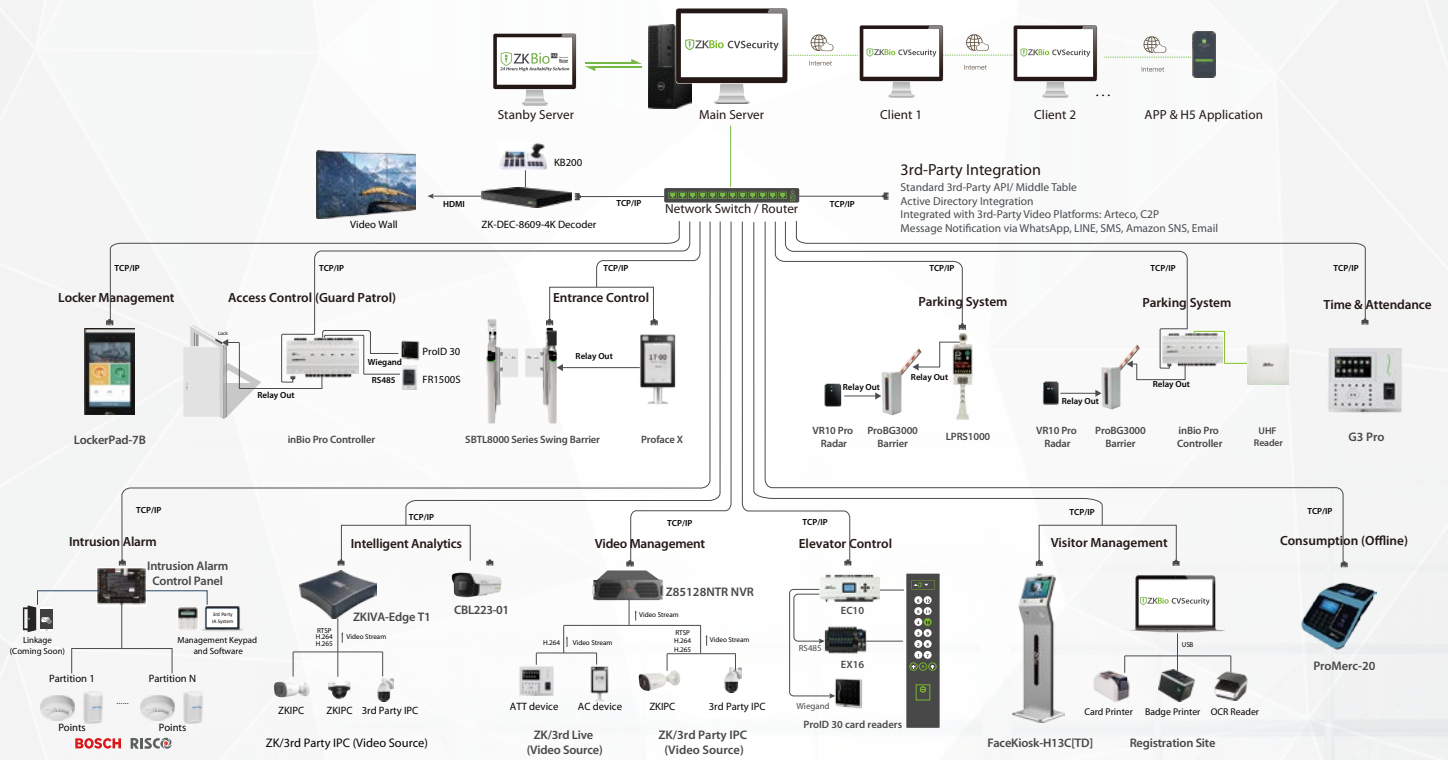 ZKBio
24 Hours High Availability Solution
Stanby Server
ZKBio CVSecurity
Main Server
Internet
ZKBio CVSecurity
Client 1
Internet
ZKBio CVSecurity
Client 2
...
Internet
APP & H5 Application
Video Wall
HDMI
KB200
ZK-DEC-8609-4K Decoder
TCP/IP
Network Switch / Router
TCP/IP
3rd-Party Integration
Standard 3rd-Party API/ Middle Table
Active Directory Integration
Integrated with 3rd-Party Video Platforms: Arteco, C2P
Message Notification via WhatsApp, LINE, SMS, Amazon SNS, Email
TCP/IP
Locker Management
LockerPad-7B
TCP/IP
Access Control (Guard Patrol)
Lock
Relay Out
Wiegand
ProID 30
RS485
FR1500S
inBio Pro Controller
TCP/IP
Entrance Control
Relay Out
17:00
SBTL8000 Series Swing Barrier
Proface X
TCP/IP
Parking System
Relay Out
Relay Out
VR10 Pro
Radar
ProBG3000
Barrier
LPRS1000
TCP/IP
Parking System
Relay Out
Relay Out
VR10 Pro
Radar
ProBG3000
Barrier
inBio Pro
Controller
UHF
Reader
TCP/IP
Time & Attendance
G3 Pro
TCP/IP
Intrusion Alarm
Intrusion Alarm
Control Panel
Linkage
(Coming Soon)
3rd Party
IA System
Management Keypad
and Software
Partition 1
Partition N
......
Points
Points
BOSCH
RISCO
TCP/IP
Intelligent Analytics
ZKIVA-Edge T1
CBL223-01
RTSP
H.264
H.265
Video Stream
ZKIPC
ZKIPC
3rd Party IPC
ZK/3rd Party IPC (Video Source)
TCP/IP
Video Management
Z85128NTR NVR
Video Stream
H.264
Video Stream
RTSP
H.264
H.265
Video Stream
ATT device
AC device
ZKIPC
3rd Party IPC
ZK/3rd Live
(Video Source)
ZK/3rd Party IPC
(Video Source)
TCP/IP
Elevator Control
EC10
RS485
EX16
Wiegand
ProID 30 card readers
TCP/IP
Visitor Management
FaceKiosk-H13C[TD]
ZKBio CVSecurity
USB
Card Printer
Badge Printer
OCR Reader
Registration Site
TCP/IP
Consumption (Offline)
ProMerc-20